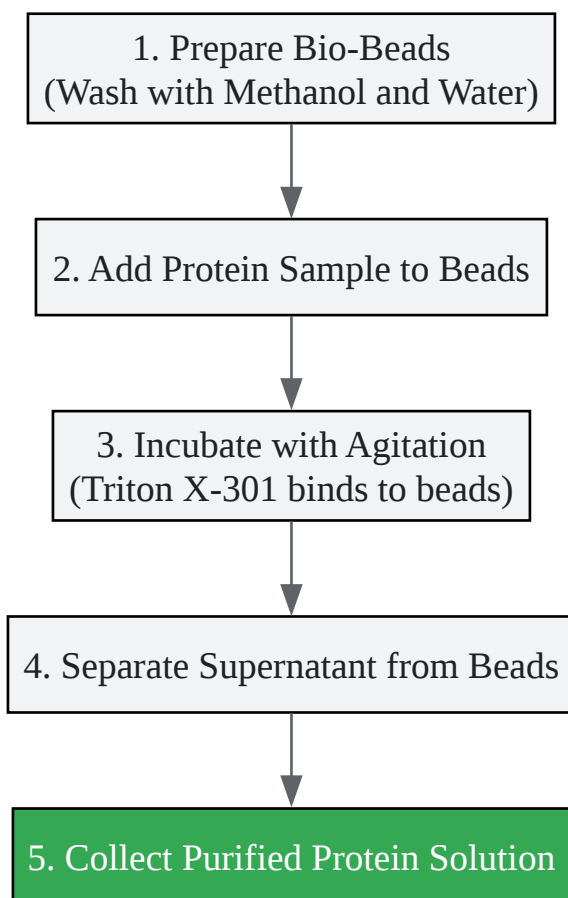 1. Prepare Bio-Beads
(Wash with Methanol and Water)
2. Add Protein Sample to Beads
3. Incubate with Agitation
(Triton X-301 binds to beads)
4. Separate Supernatant from Beads
5. Collect Purified Protein Solution